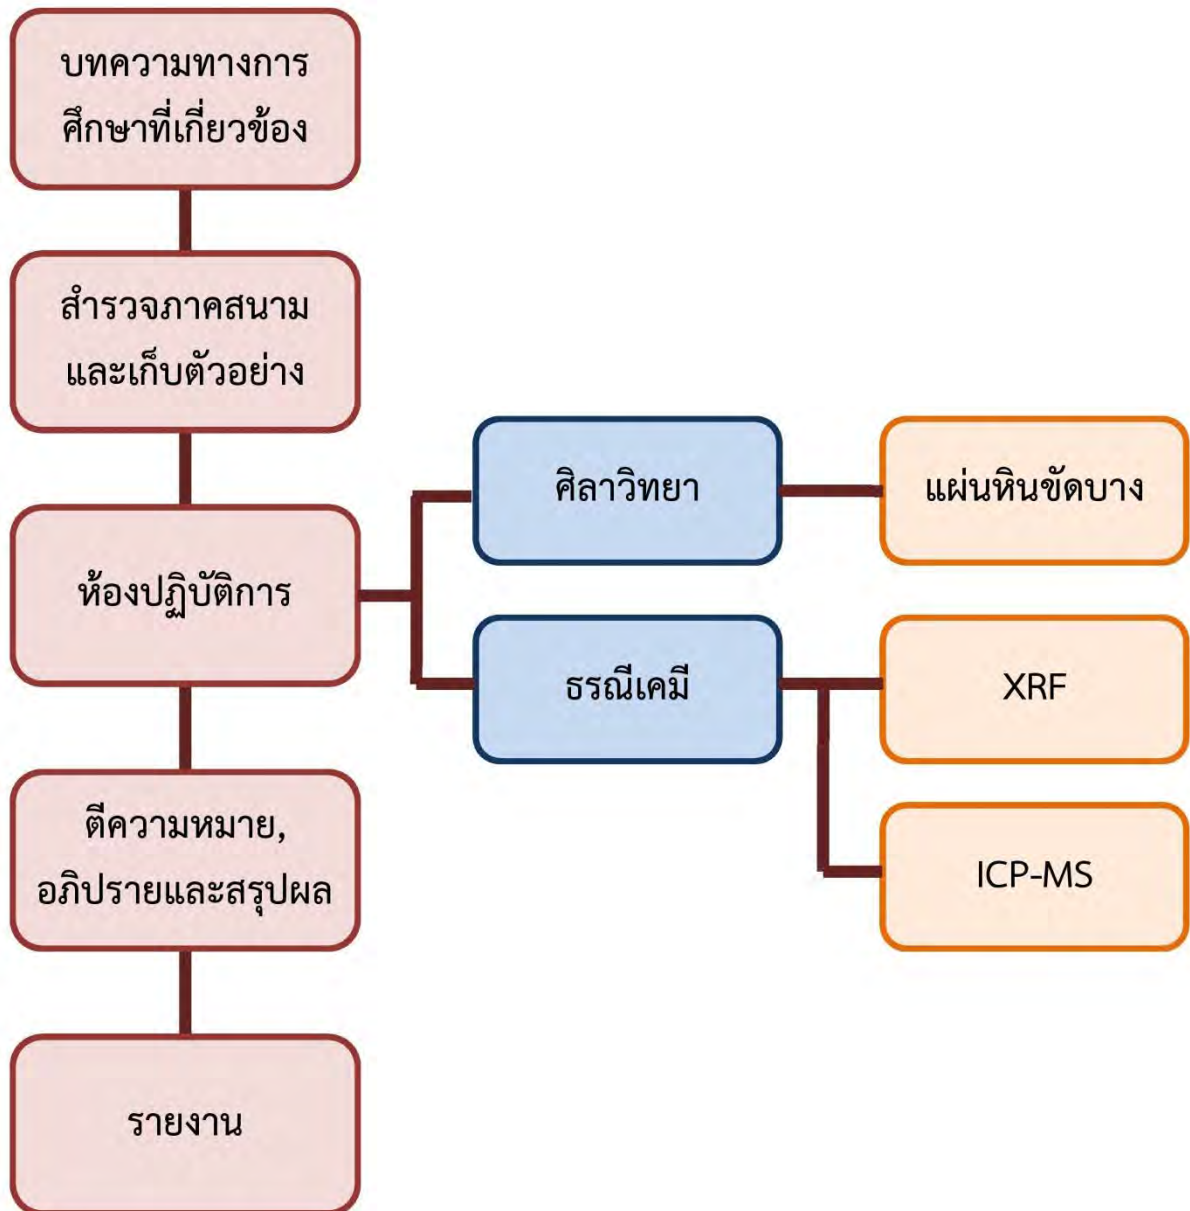 บทความทางการ
ศึกษาที่เกี่ยวข้อง
สำรวจภาคสนาม
และเก็บตัวอย่าง
ห้องปฏิบัติการ
ศิลาวิทยา
แผ่นหินขัดบาง
ธรณีเคมี
XRF
ICP-MS
ตีความหมาย,
อภิปรายและสรุปผล
รายงาน